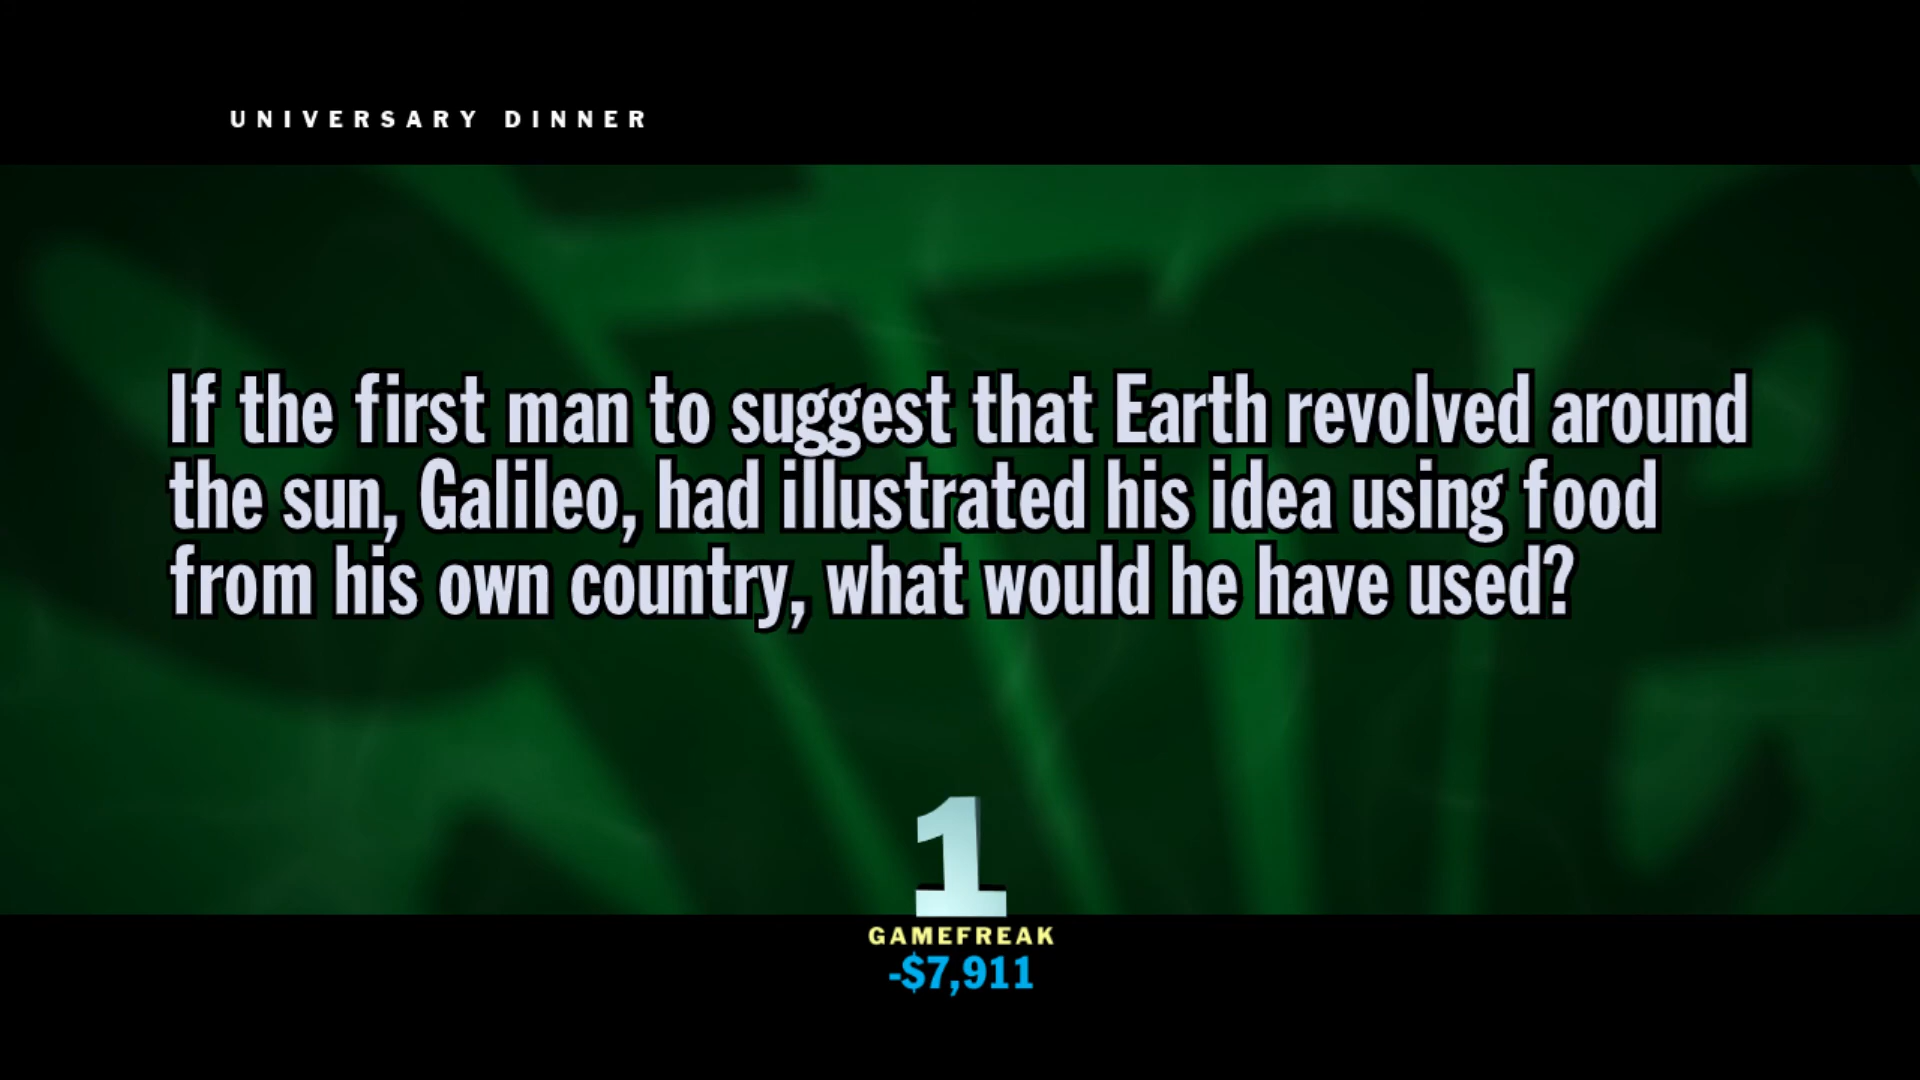 UNIVERSARY DINNER
If the first man to suggest that Earth revolved around
the sun, Galileo, had illustrated his idea using food
from his own country, what would he have used?
1
GAMEFREAK
-$7,911